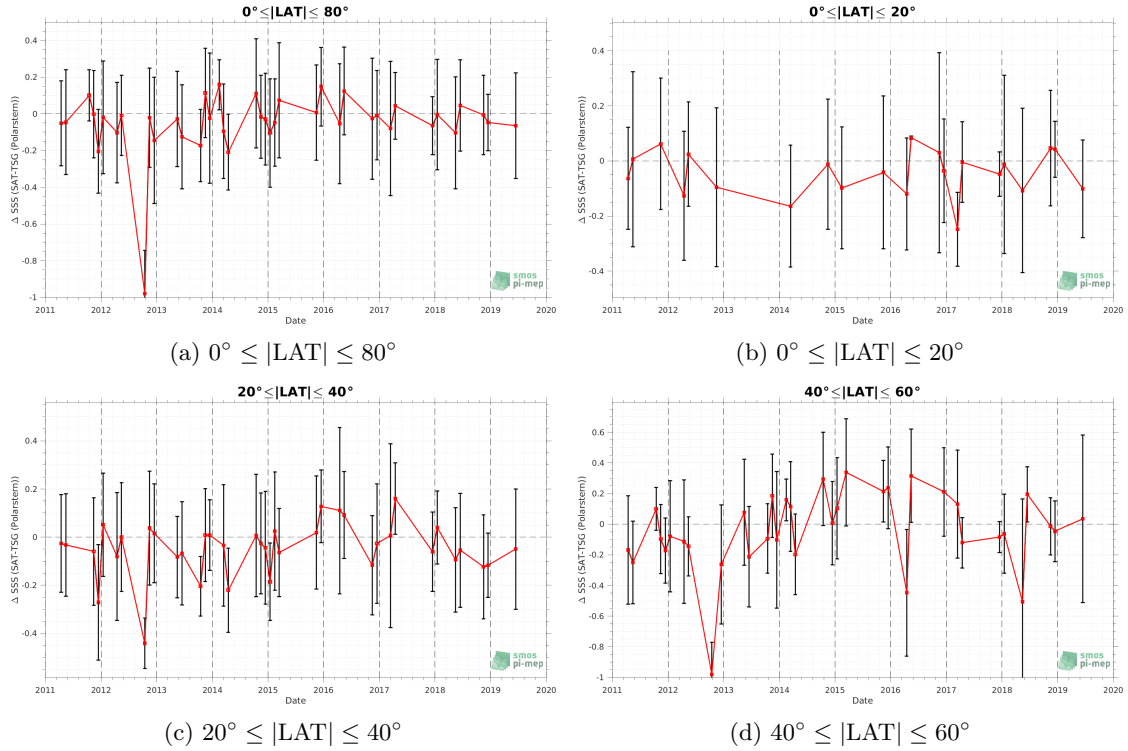 0°≤|LAT|≤ 80°
Δ SSS (SAT-TSG (Polarstern))
0.4
0.2
0
-0.2
-0.4
-0.6
-0.8
-1
2011 2012 2013 2014 2015 2016 2017 2018 2019 2020
Date
smos
pi-mep
(a) 0° ≤ |LAT| ≤ 80°
0°≤|LAT|≤ 20°
Δ SSS (SAT-TSG (Polarstern))
0.4
0.2
0
-0.2
-0.4
2011 2012 2013 2014 2015 2016 2017 2018 2019 2020
Date
smos
pi-mep
(b) 0° ≤ |LAT| ≤ 20°
20°≤|LAT|≤ 40°
Δ SSS (SAT-TSG (Polarstern))
0.4
0.2
0
-0.2
-0.4
2011 2012 2013 2014 2015 2016 2017 2018 2019 2020
Date
smos
pi-mep
(c) 20° ≤ |LAT| ≤ 40°
40°≤|LAT|≤ 60°
Δ SSS (SAT-TSG (Polarstern))
0.6
0.4
0.2
0
-0.2
-0.4
-0.6
-0.8
-1
2011 2012 2013 2014 2015 2016 2017 2018 2019 2020
Date
smos
pi-mep
(d) 40° ≤ |LAT| ≤ 60°